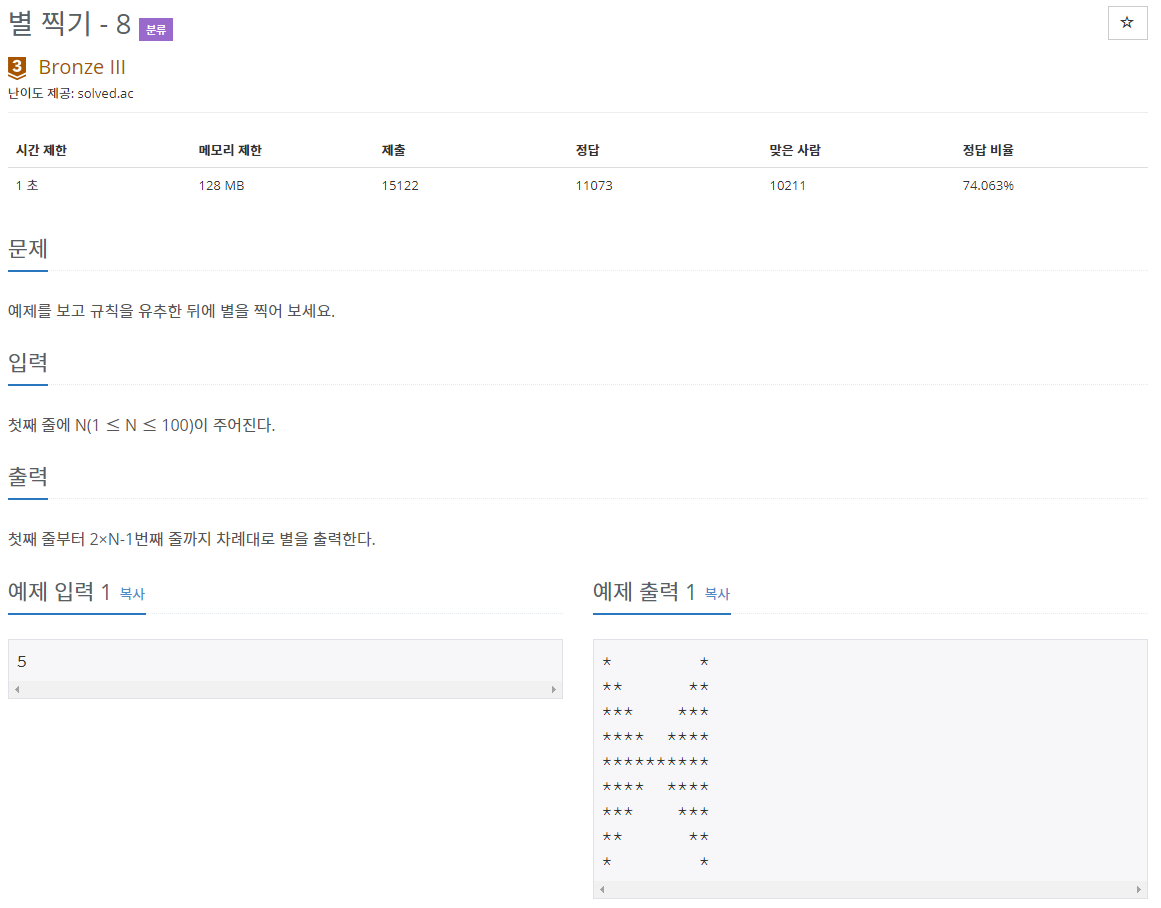 별 찍기 - 8 분류
☆
3 Bronze III
난이도 제공: solved.ac
시간 제한 메모리 제한 제출 정답 맞은 사람 정답 비율
1 초 128 MB 15122 11073 10211 74.063%
문제
예제를 보고 규칙을 유추한 뒤에 별을 찍어 보세요.
입력
첫째 줄에 N(1 ≤ N ≤ 100)이 주어진다.
출력
첫째 줄부터 2×N-1번째 줄까지 차례대로 별을 출력한다.
예제 입력 1 복사
5
예제 출력 1 복사
*        *
**      **
***    ***
****  ****
**********
****  ****
***    ***
**      **
*        *